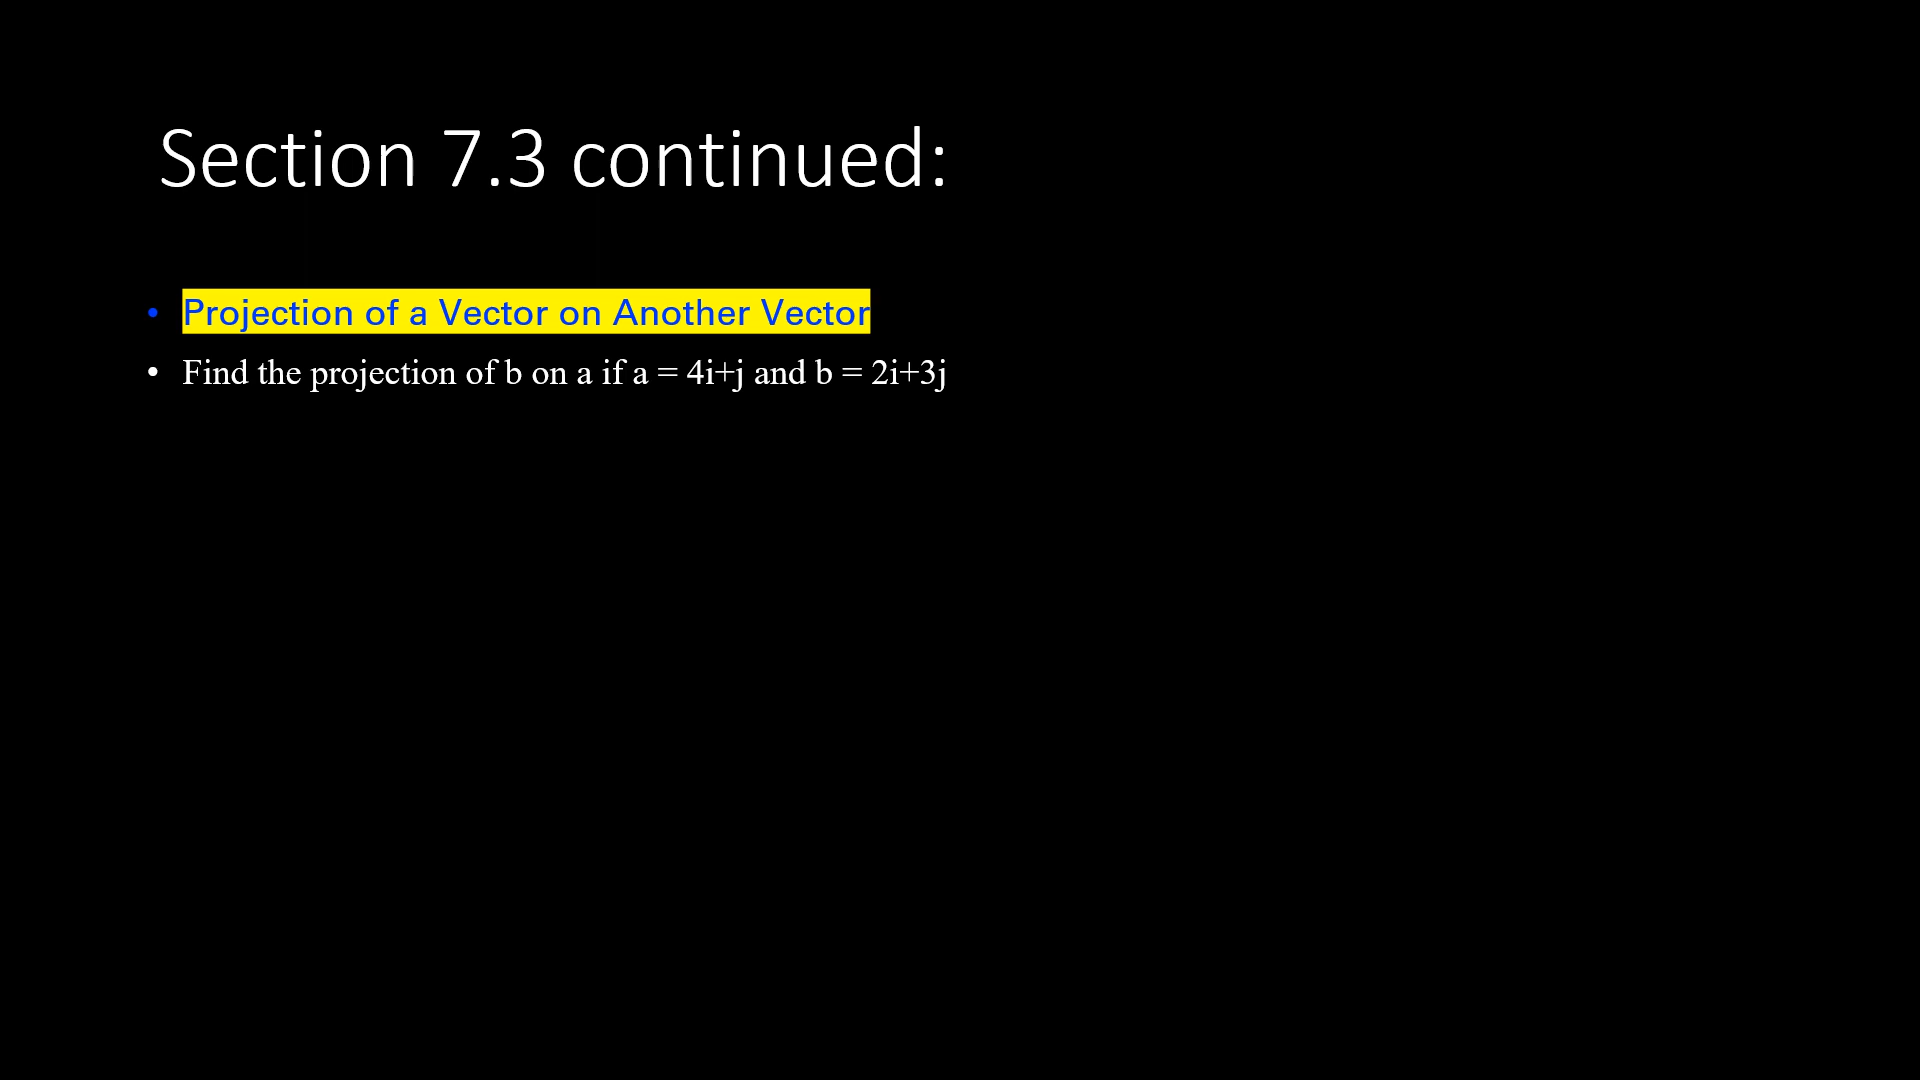 Section 7.3 continued:
• Projection of a Vector on Another Vector
• Find the projection of b on a if a = 4i+j and b = 2i+3j